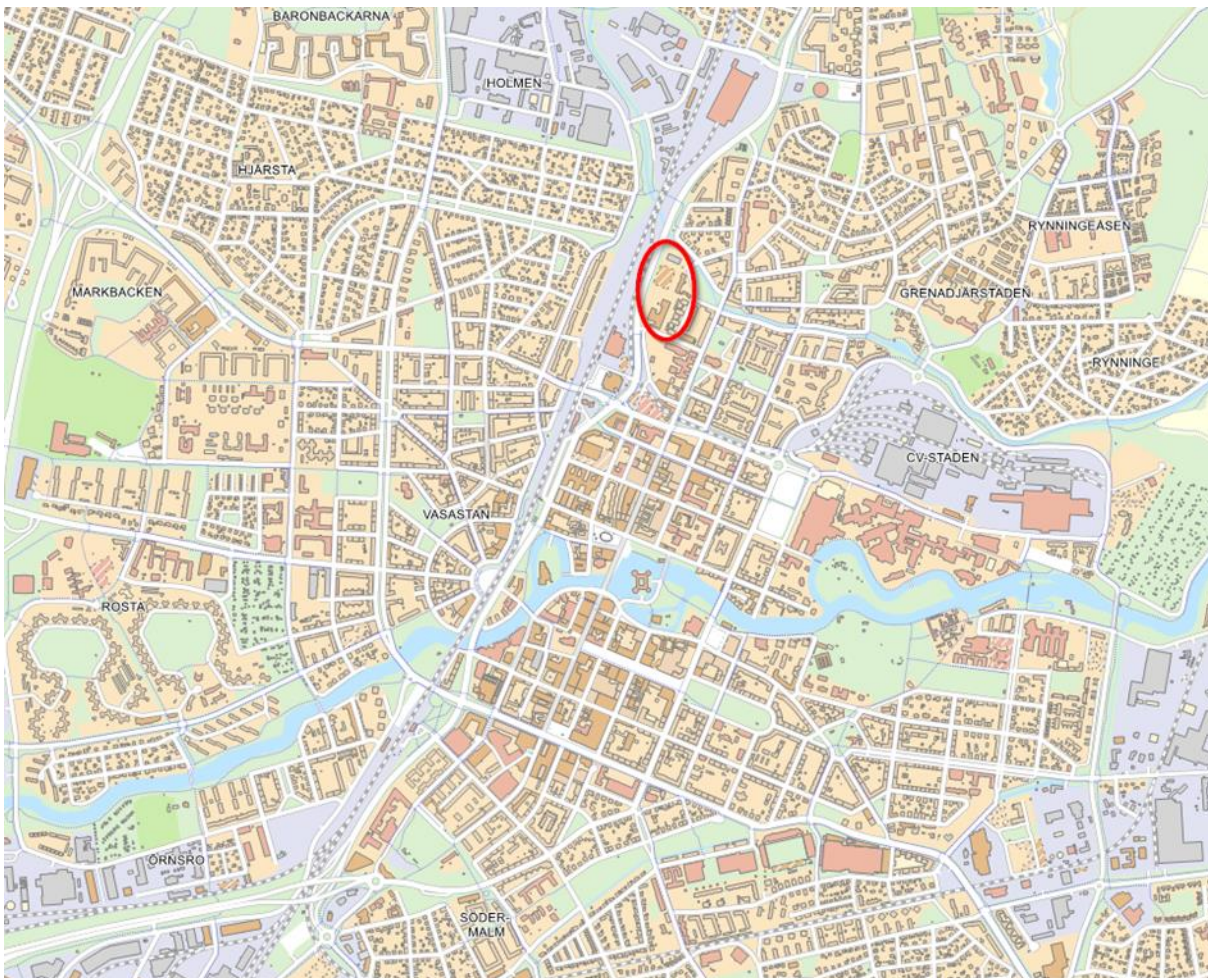 BARONBACKARNA
HOLMEN
HJÄRSTA
RYNNINGEÅSEN
MARKBACKEN
GRENADJÄRSTADEN
RYNNINGE
CV-STADEN
VASASTAN
ROSTA
ÖRNSRO
SÖDER-
MALM